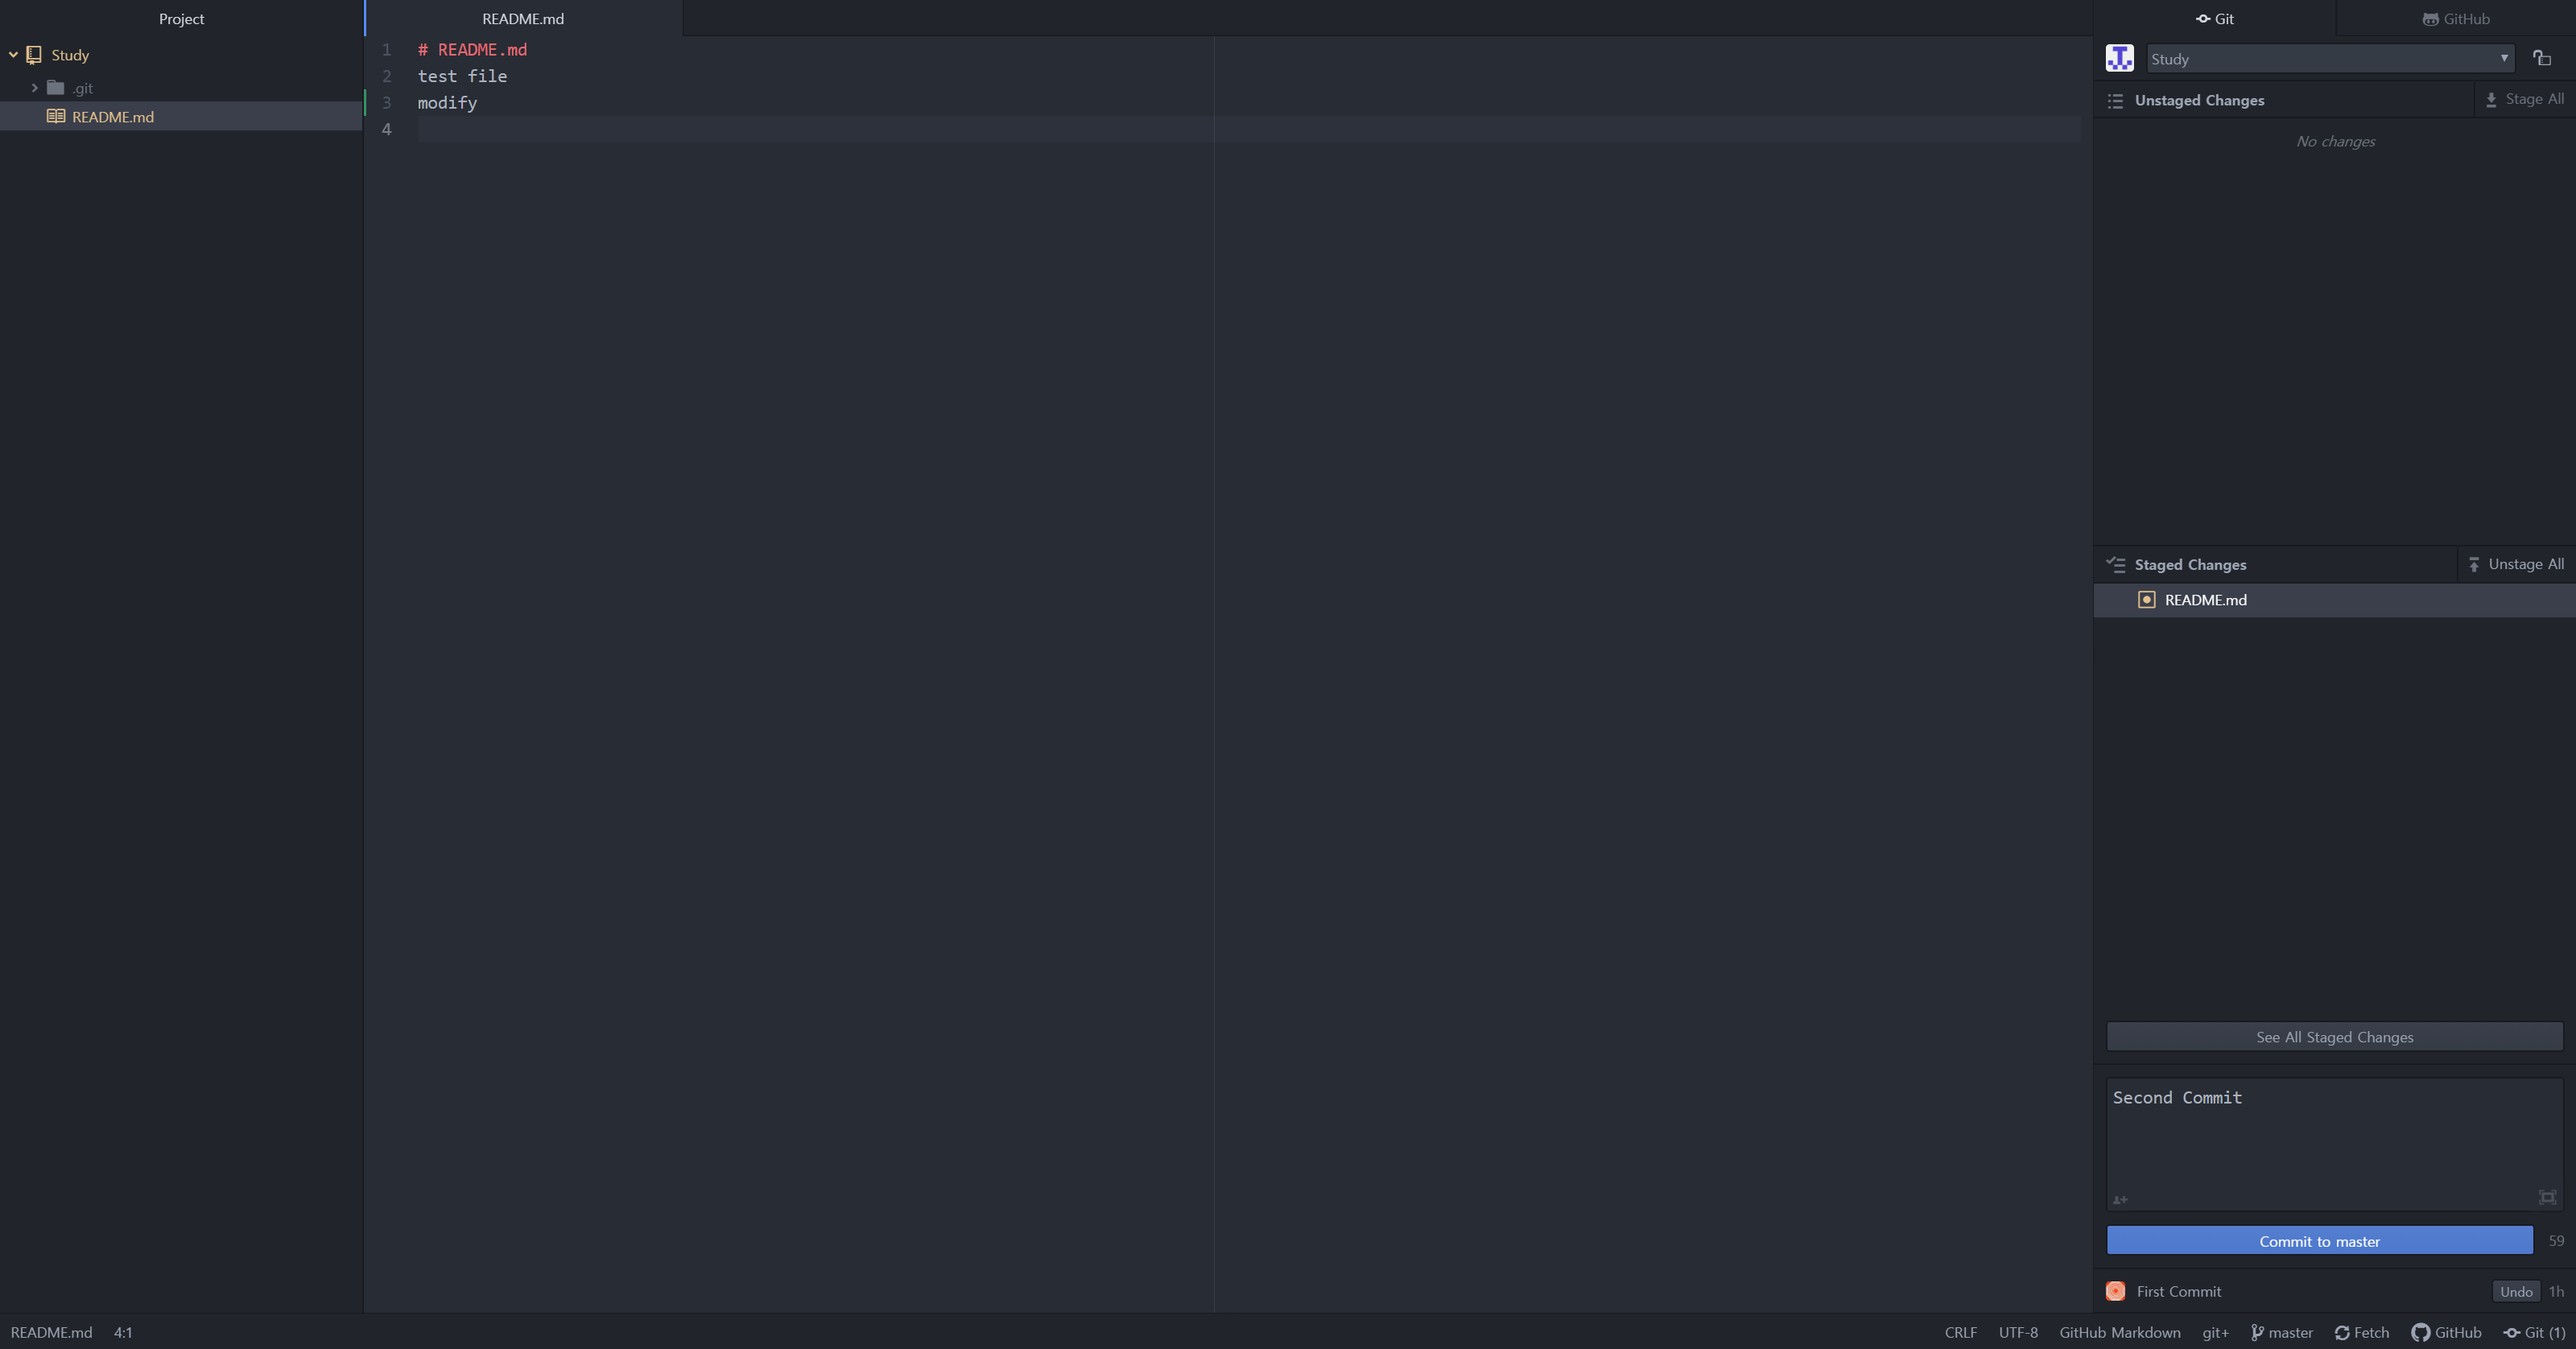 Project
Study
.git
README.md
README.md
1 # README.md
2 test file
3 modify
4
Git
GitHub
Study
Unstaged Changes
Stage All
No changes
Staged Changes
Unstage All
README.md
See All Staged Changes
Second Commit
Commit to master
59
First Commit
Undo
1h
README.md 4:1
CRLF UTF-8 GitHub Markdown git+ master Fetch GitHub Git (1)